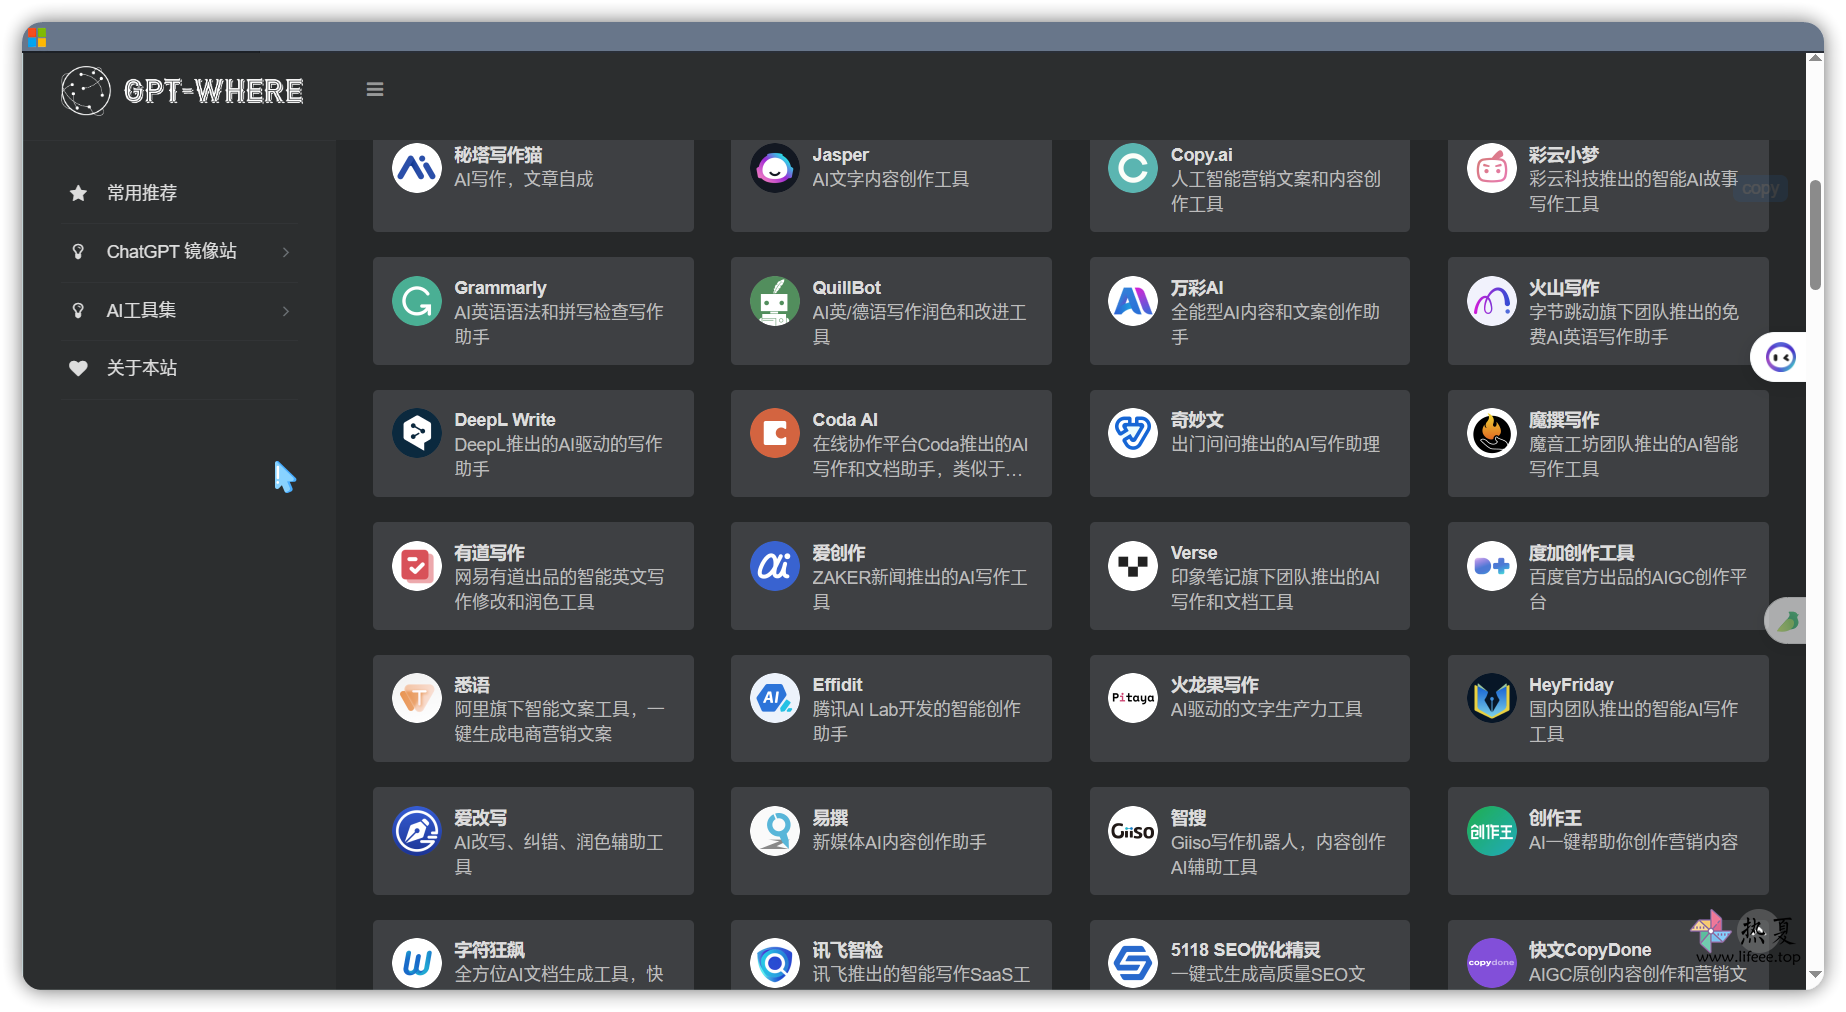 GPT-WHERE
常用推荐
ChatGPT 镜像站
AI工具集
关于本站
秘塔写作猫
AI写作，文章自成
Jasper
AI文字内容创作工具
Copy.ai
人工智能营销文案和内容创
作工具
彩云小梦
彩云科技推出的智能AI故事
写作工具
copy
Grammarly
AI英语语法和拼写检查写作
助手
QuillBot
AI英/德语写作润色和改进工
具
万彩AI
全能型AI内容和文案创作助
手
火山写作
字节跳动旗下团队推出的免
费AI英语写作助手
DeepL Write
DeepL推出的AI驱动的写作
助手
Coda AI
在线协作平台Coda推出的AI
写作和文档助手，类似于…
奇妙文
出门问问推出的AI写作助理
魔撰写作
魔音工坊团队推出的AI智能
写作工具
有道写作
网易有道出品的智能英文写
作修改和润色工具
爱创作
ZAKER新闻推出的AI写作工
具
Verse
印象笔记旗下团队推出的AI
写作和文档工具
度加创作工具
百度官方出品的AIGC创作平
台
悉语
阿里旗下智能文案工具，一
键生成电商营销文案
AI
Effidit
腾讯AI Lab开发的智能创作
助手
Pitaya
火龙果写作
AI驱动的文字生产力工具
HeyFriday
国内团队推出的智能AI写作
工具
爱改写
AI改写、纠错、润色辅助工
具
易撰
新媒体AI内容创作助手
Giiso
智搜
Giiso写作机器人，内容创作
AI辅助工具
创作王
创作王
AI一键帮助你创作营销内容
字符狂飙
全方位AI文档生成工具，快
讯飞智检
讯飞推出的智能写作SaaS工
5118 SEO优化精灵
一键式生成高质量SEO文
copydone
快文CopyDone
AIGC原创内容创作和营销文
热夏
www.lifeee.top